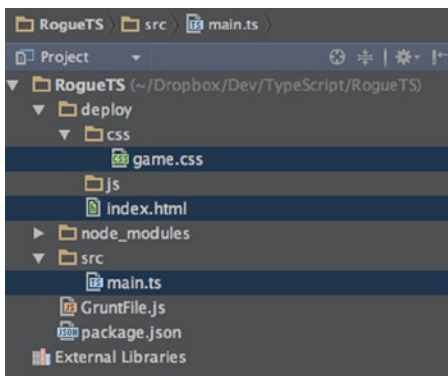 RogueTS src main.ts
Project
RogueTS (~/Dropbox/Dev/TypeScript/RogueTS)
deploy
css
game.css
js
index.html
node_modules
src
main.ts
GruntFile.js
package.json
External Libraries